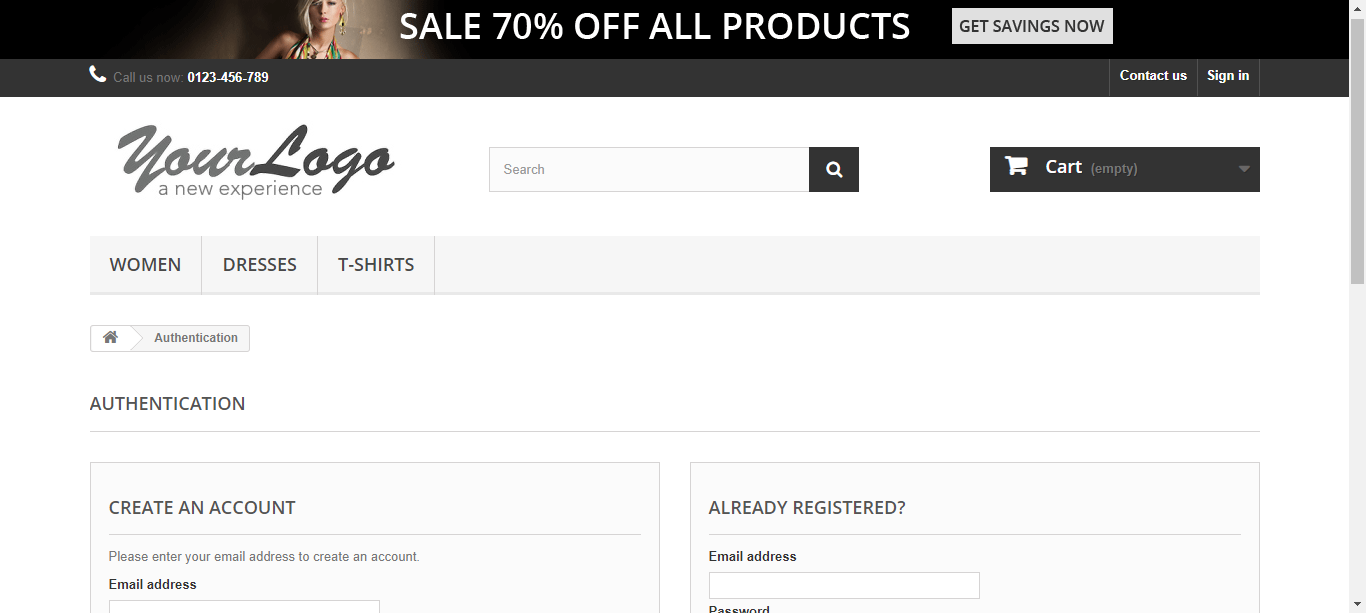 SALE 70% OFF ALL PRODUCTS GET SAVINGS NOW
Call us now: 0123-456-789 Contact us Sign in
YourLogo
a new experience
Search
Cart (empty)
WOMEN DRESSES T-SHIRTS
Authentication
AUTHENTICATION
CREATE AN ACCOUNT
Please enter your email address to create an account.
Email address
ALREADY REGISTERED?
Email address
Password